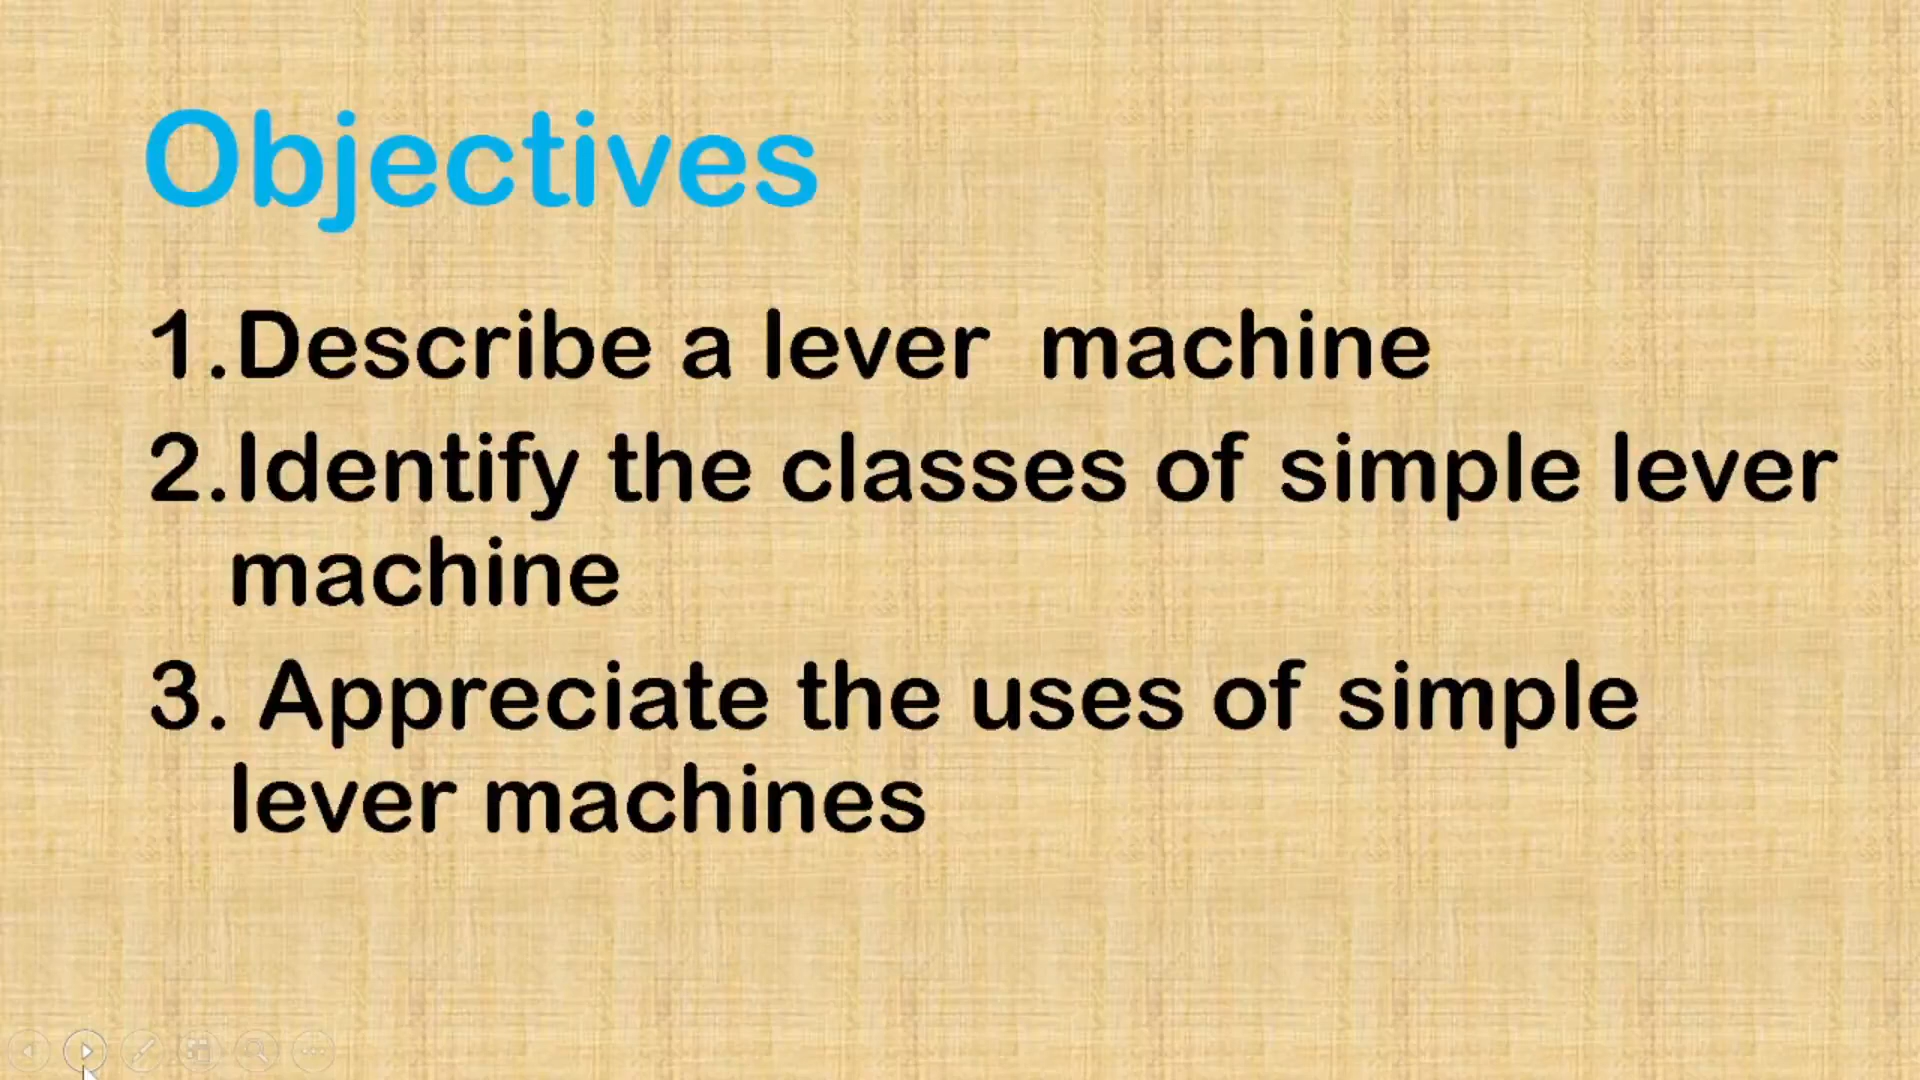 Objectives
1.Describe a lever  machine
2.Identify the classes of simple lever
machine
3. Appreciate the uses of simple
lever machines